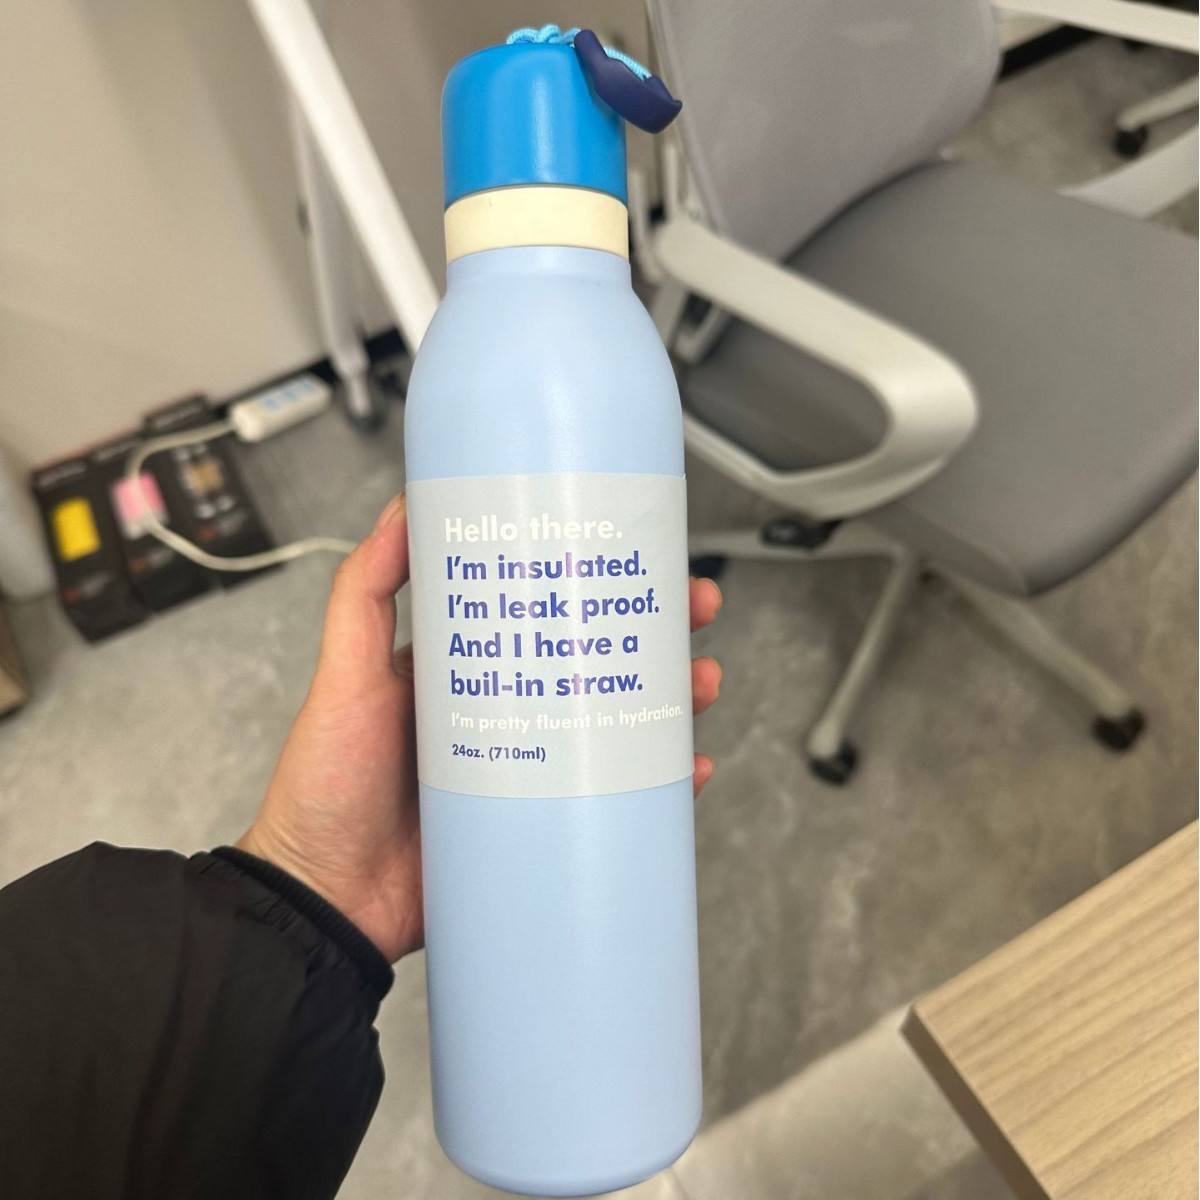 Hello there.
I'm insulated.
I'm leak proof.
And I have a
buil-in straw.
I'm pretty fluent in hydration.
24oz. (710ml)